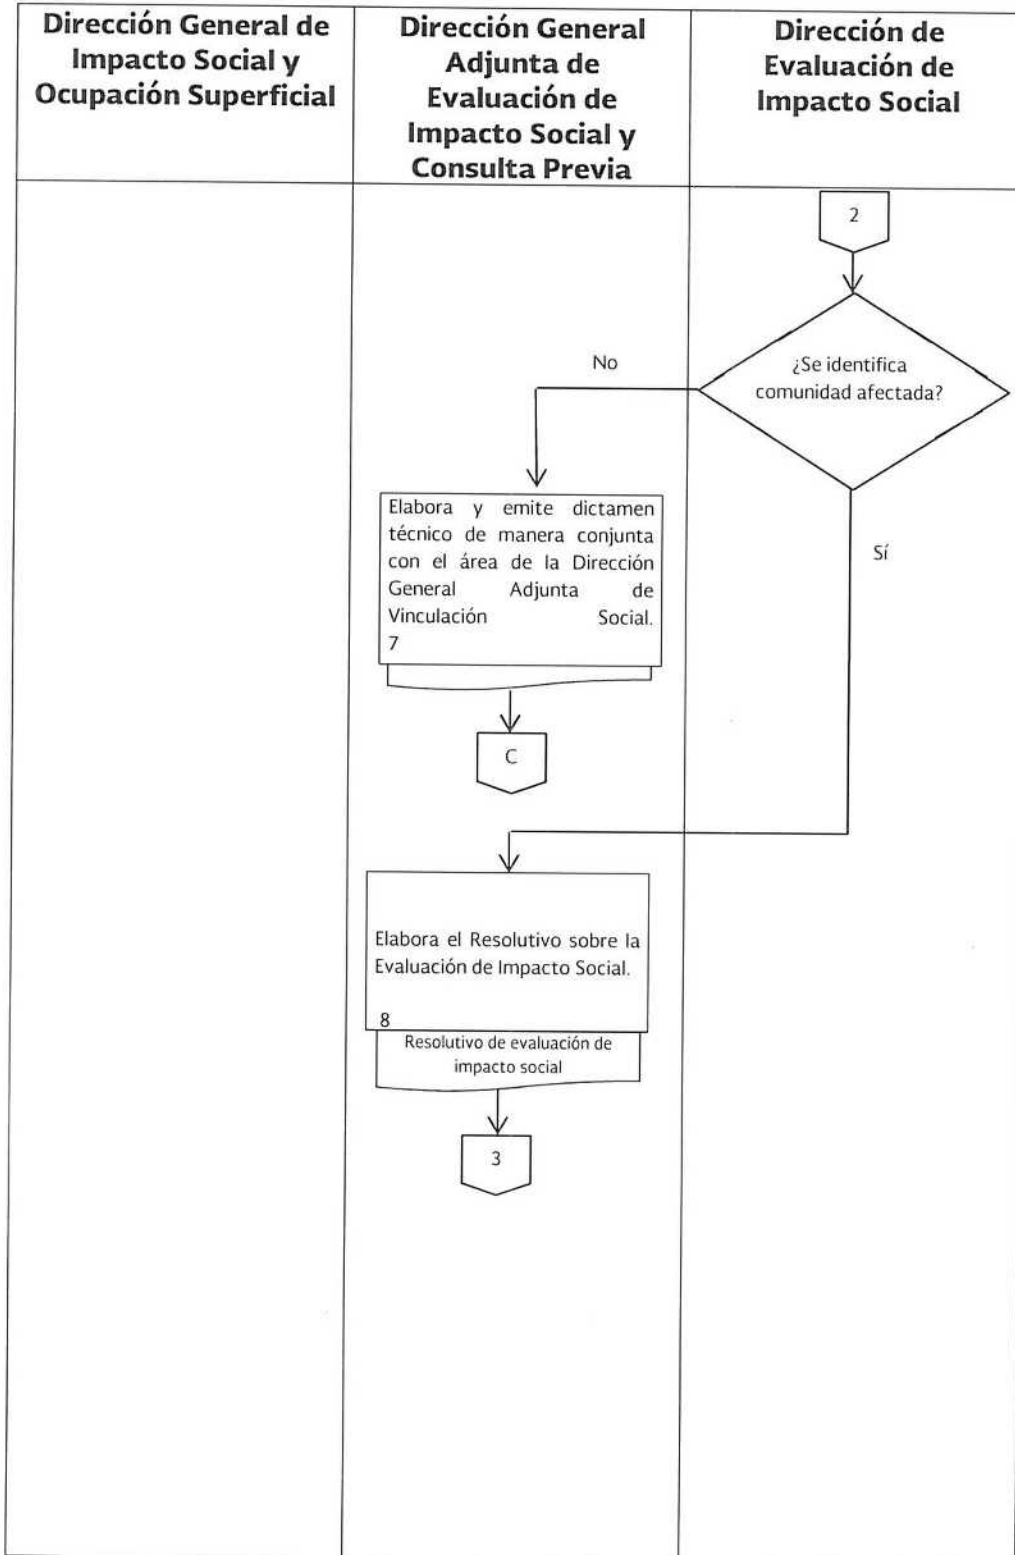 Dirección General de
Impacto Social y
Ocupación Superficial
Dirección General
Adjunta de
Evaluación de
Impacto Social y
Consulta Previa
Dirección de
Evaluación de
Impacto Social
2
¿Se identifica
comunidad afectada?
No
Sí
Elabora y emite dictamen
técnico de manera conjunta
con el área de la Dirección
General Adjunta de
Vinculación Social.
7
C
Elabora el Resolutivo sobre la
Evaluación de Impacto Social.
8
Resolutivo de evaluación de
impacto social
3